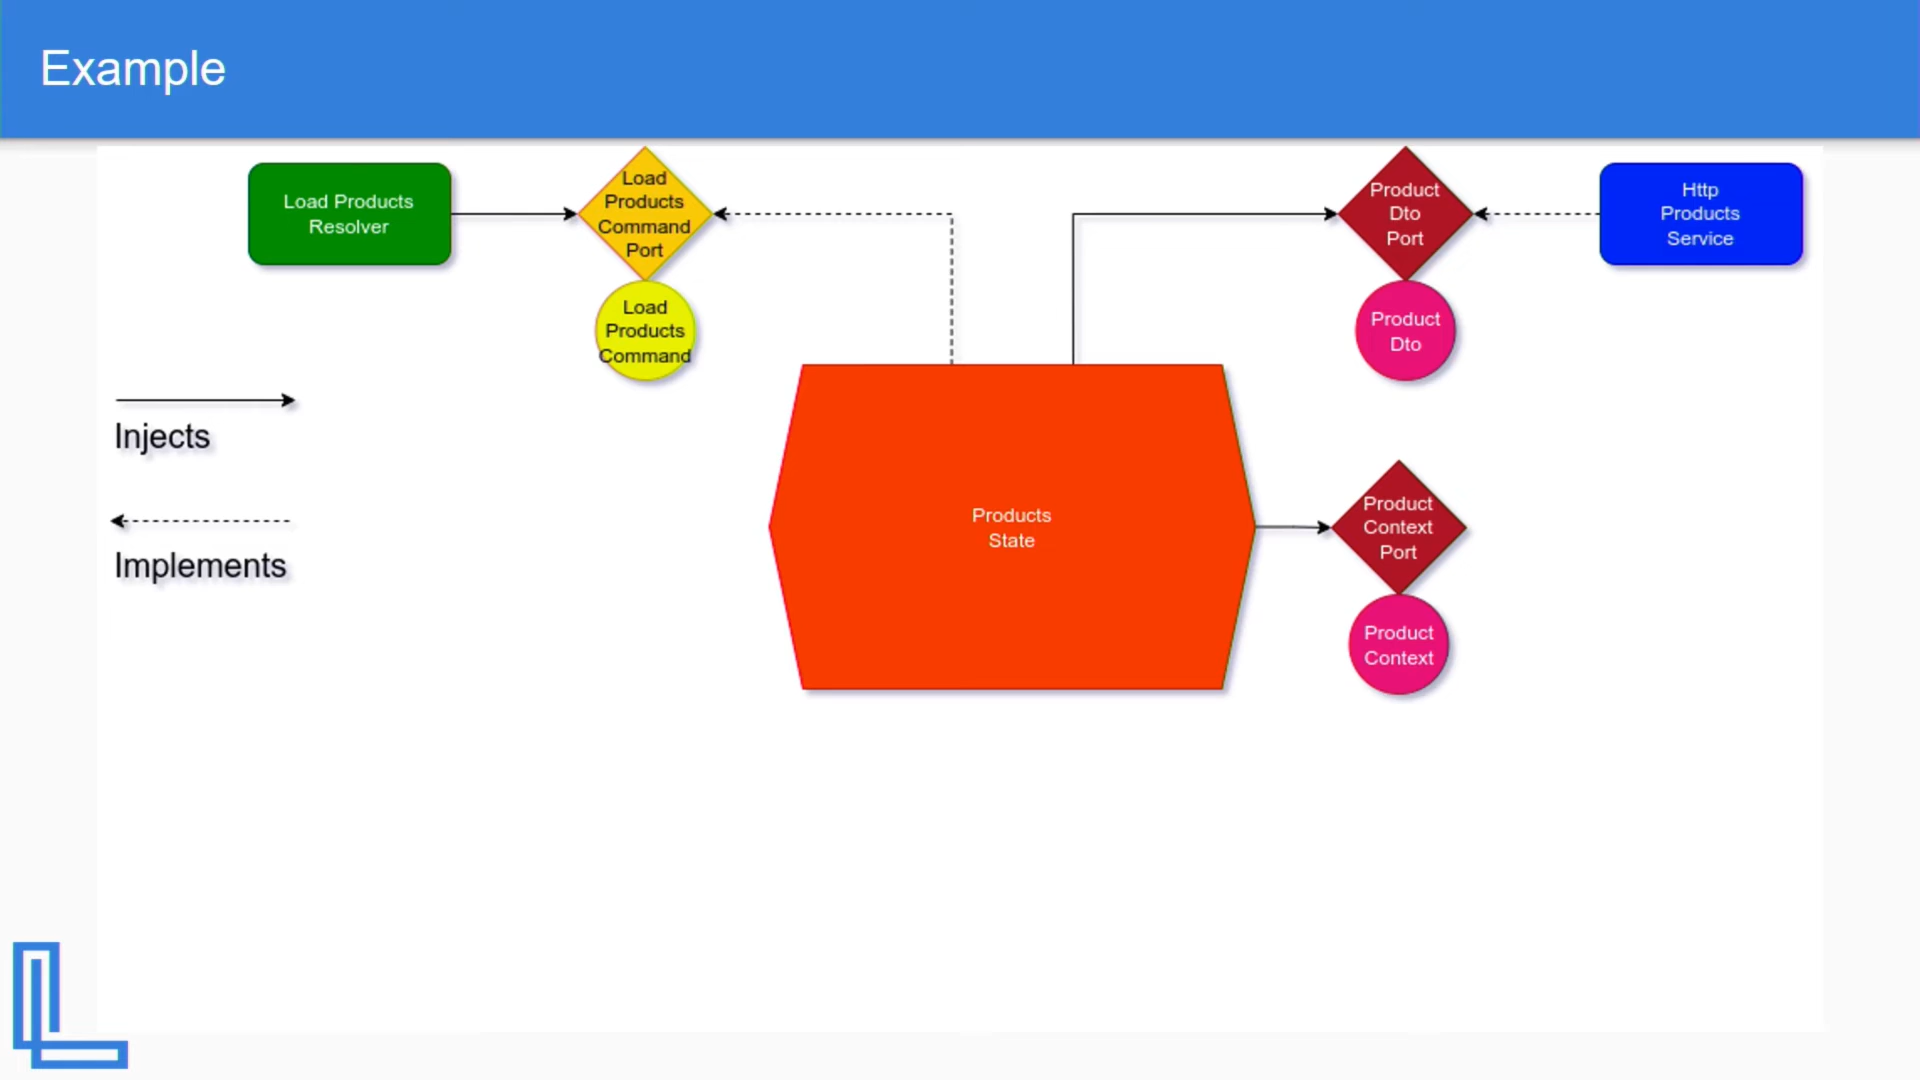 Example
Load Products
Resolver
Load
Products
Command
Port
Load
Products
Command
Product
Dto
Port
Product
Dto
Http
Products
Service
Injects
Implements
Products
State
Product
Context
Port
Product
Context